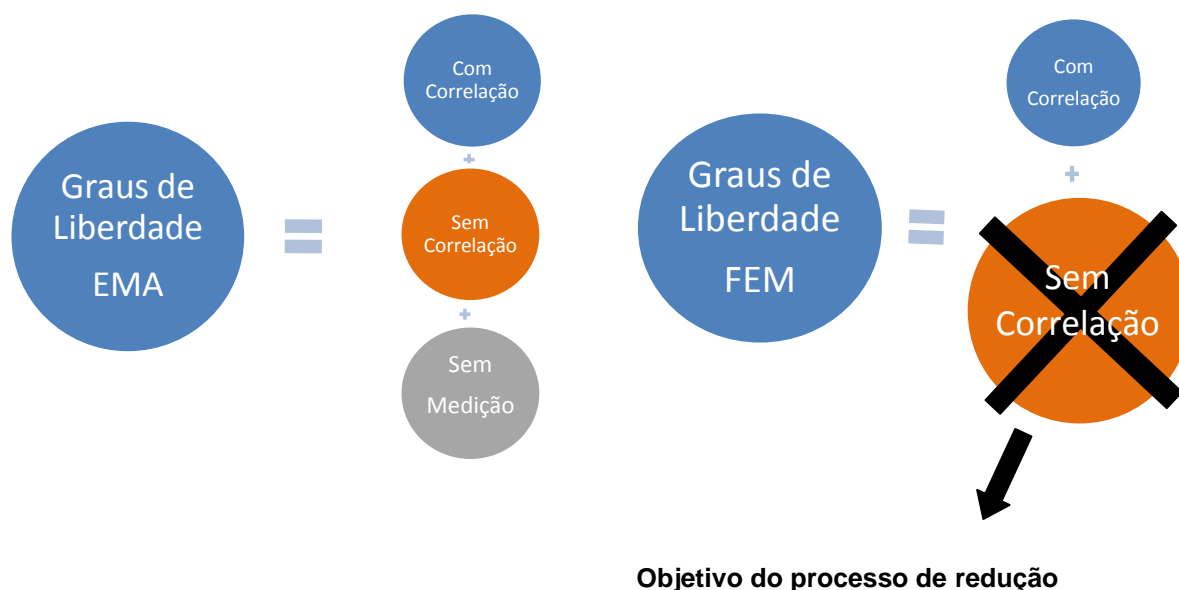 Graus de
Liberdade
EMA
=
Com
Correlação
+
Sem
Correlação
+
Sem
Medição
Graus de
Liberdade
FEM
=
Com
Correlação
+
Sem
Correlação
Objetivo do processo de redução